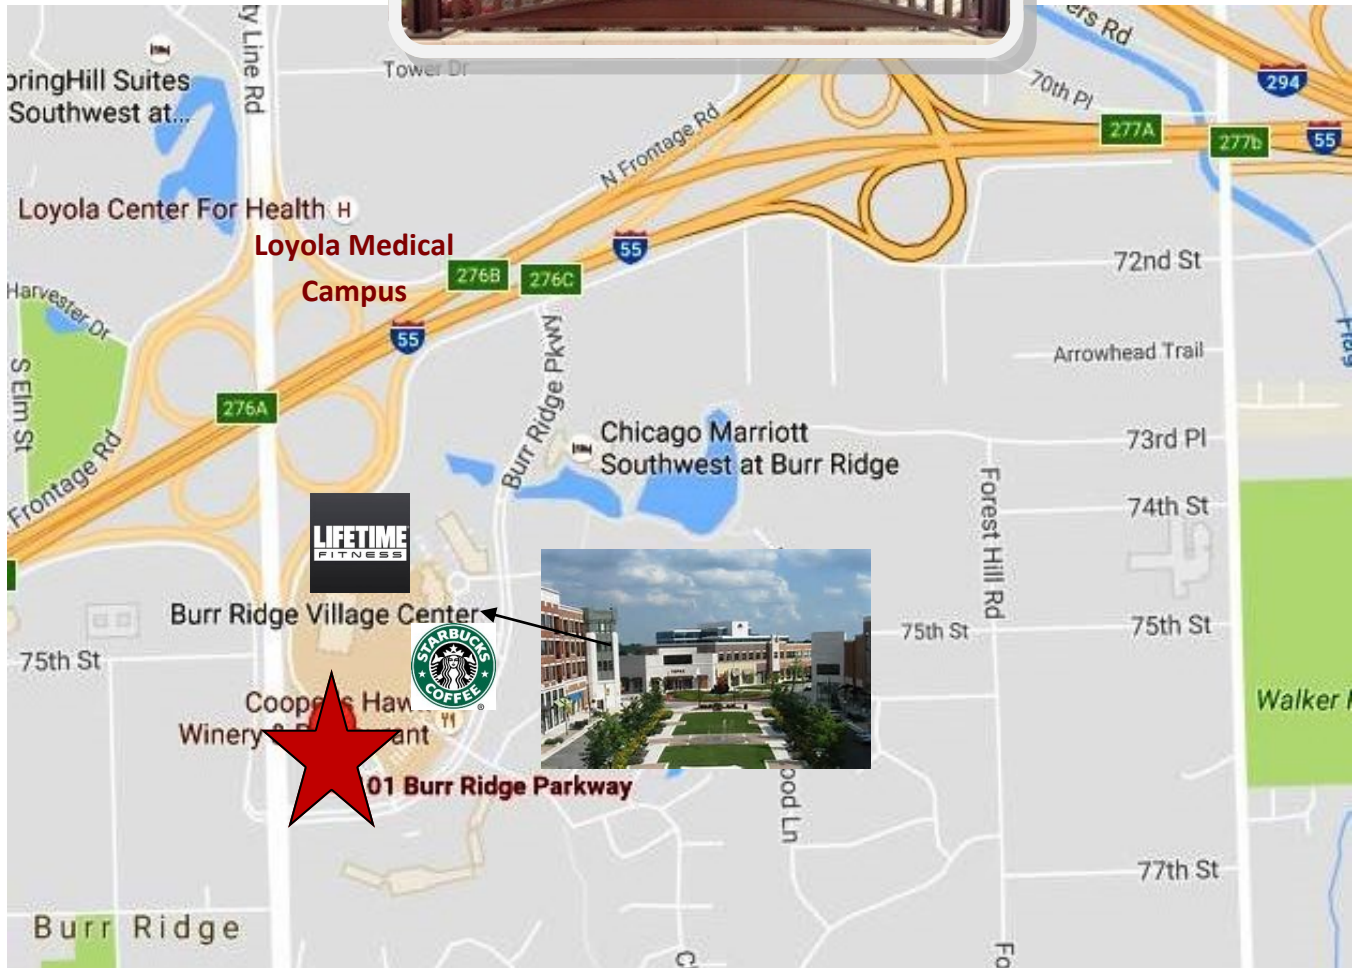 ers Rd
ty Line Rd
Tower Dr
294
pringHill Suites
Southwest at...
70th Pl
277A
277b
55
N Frontage Rd
Loyola Center For Health H
Loyola Medical
Campus
55
276B
276C
72nd St
Harvester Dr
55
Arrowhead Trail
S Elm St
Burr Ridge Pkwy
276A
Chicago Marriott
Southwest at Burr Ridge
73rd Pl
Frontage Rd
Forest Hill Rd
74th St
LIFETIME
FITNESS
Burr Ridge Village Center
STARBUCKS
COFFEE
®
75th St
75th St
75th St
Winery &
01 Burr Ridge Parkway
Walker
ood Ln
77th St
Burr Ridge